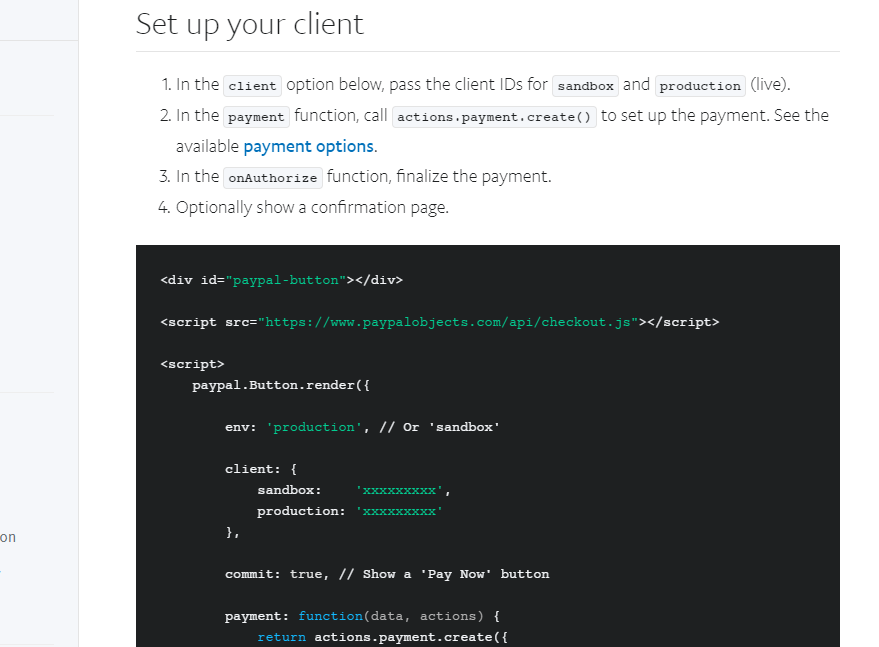 Set up your client
1. In the client option below, pass the client IDs for sandbox and production (live).
2. In the payment function, call actions.payment.create() to set up the payment. See the
available payment options.
3. In the onAuthorize function, finalize the payment.
4. Optionally show a confirmation page.
<div id="paypal-button"></div>
<script src="https://www.paypalobjects.com/api/checkout.js"></script>
<script>
paypal.Button.render({
env: 'production', // Or 'sandbox'
client: {
sandbox: 'xxxxxxxxx',
production: 'xxxxxxxxx'
},
on
commit: true, // Show a 'Pay Now' button
payment: function(data, actions) {
return actions.payment.create({